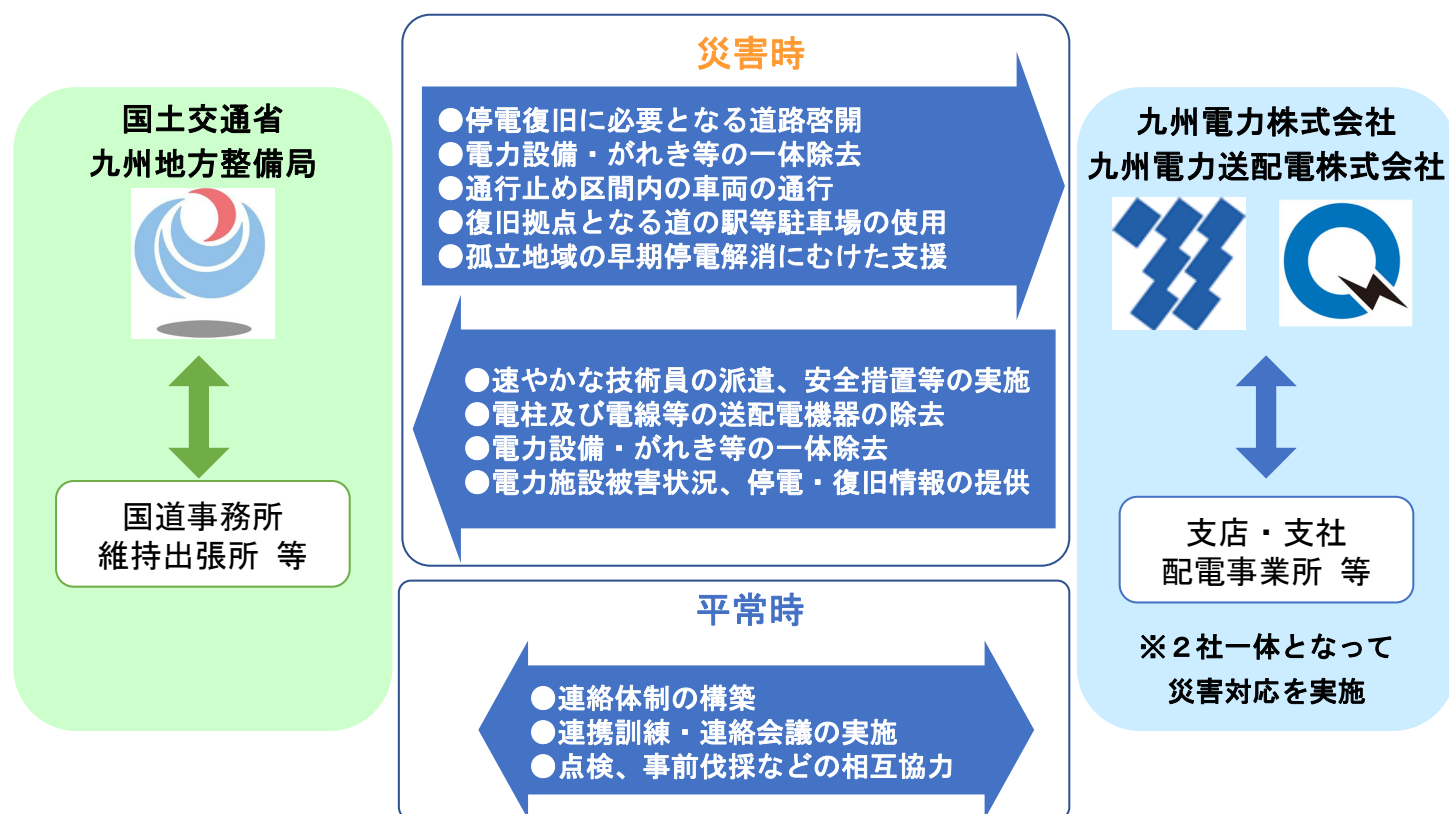 国土交通省
九州地方整備局
国道事務所
維持出張所 等
災害時
●停電復旧に必要となる道路啓開
●電力設備・がれき等の一体除去
●通行止め区間内の車両の通行
●復旧拠点となる道の駅等駐車場の使用
●孤立地域の早期停電解消にむけた支援
●速やかな技術員の派遣、安全措置等の実施
●電柱及び電線等の送配電機器の除去
●電力設備・がれき等の一体除去
●電力施設被害状況、停電・復旧情報の提供
平常時
●連絡体制の構築
●連携訓練・連絡会議の実施
●点検、事前伐採などの相互協力
九州電力株式会社
九州電力送配電株式会社
支店・支社
配電事業所 等
※２社一体となって
災害対応を実施